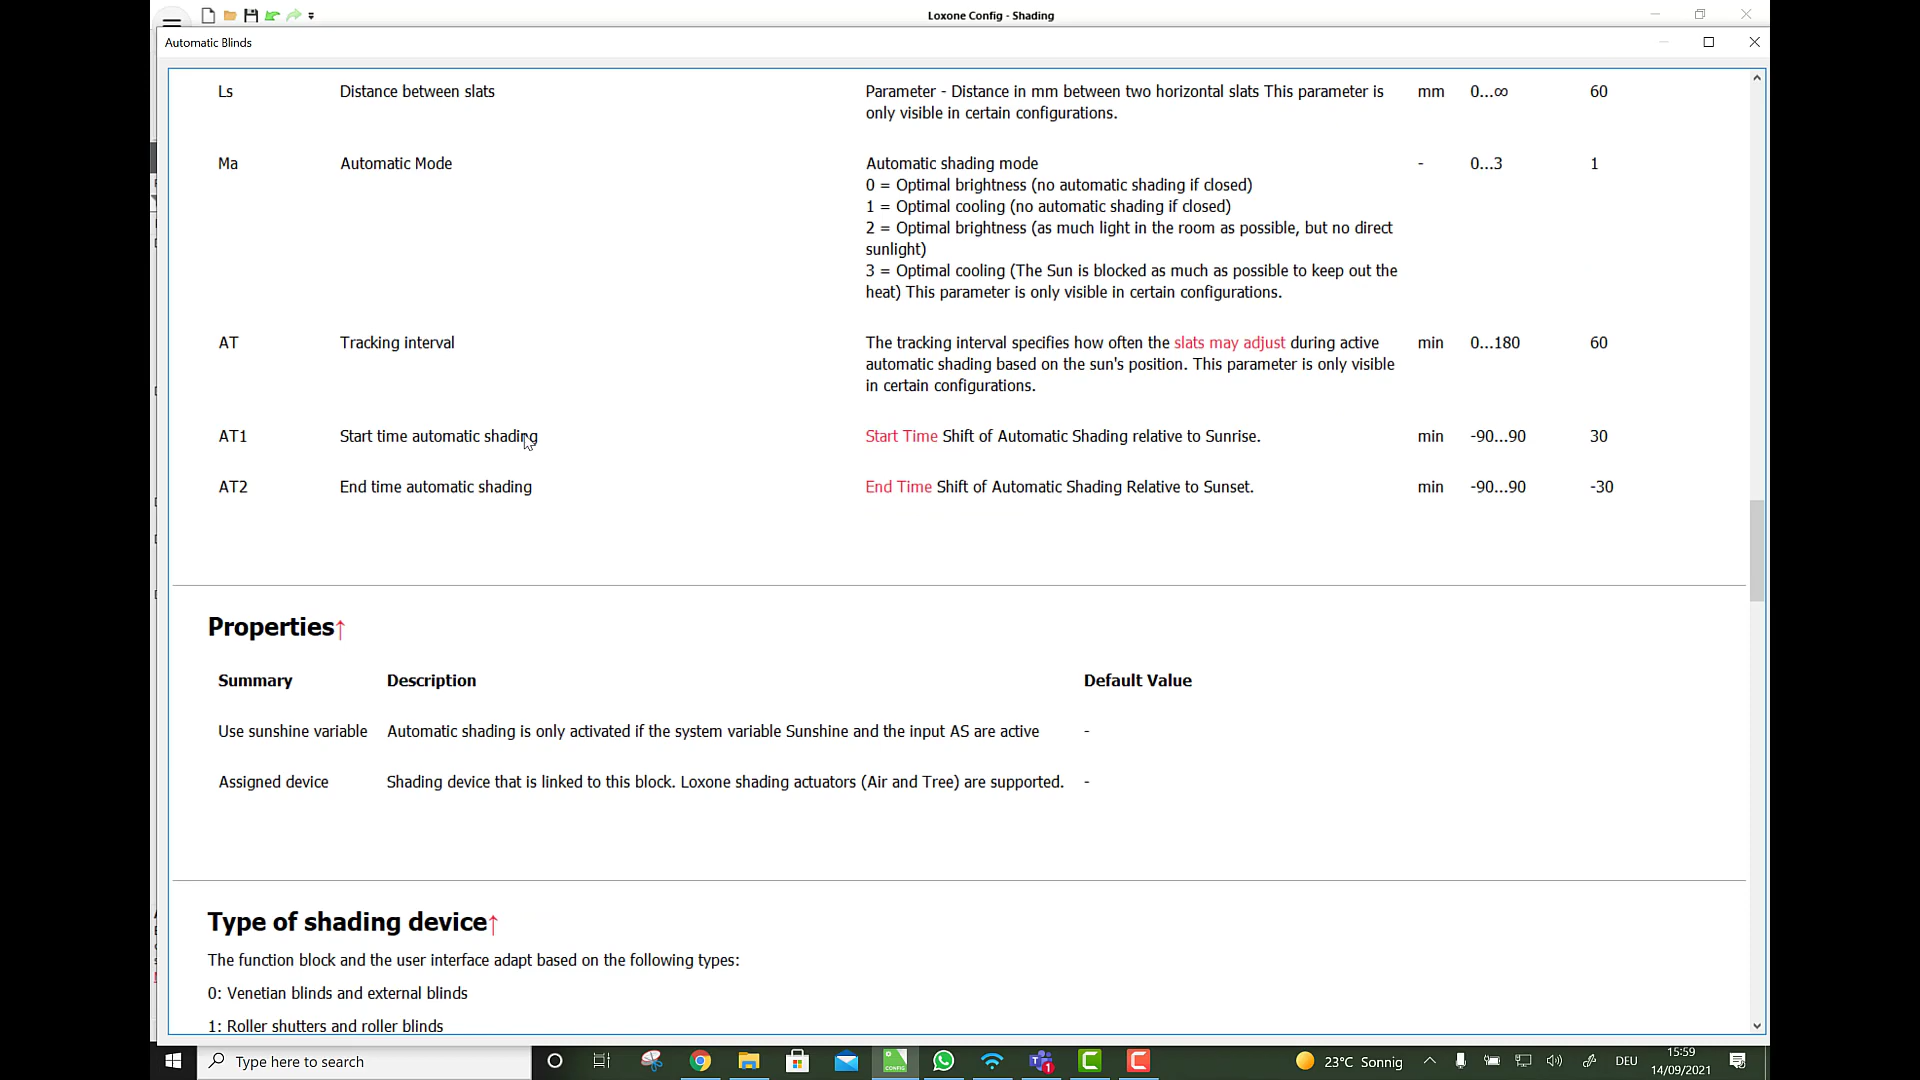 Loxone Config - Shading
Automatic Blinds
Ls Distance between slats Parameter - Distance in mm between two horizontal slats This parameter is mm 0...∞ 60
only visible in certain configurations.
Ma Automatic Mode Automatic shading mode - 0...3 1
0 = Optimal brightness (no automatic shading if closed)
1 = Optimal cooling (no automatic shading if closed)
2 = Optimal brightness (as much light in the room as possible, but no direct
sunlight)
3 = Optimal cooling (The Sun is blocked as much as possible to keep out the
heat) This parameter is only visible in certain configurations.
AT Tracking interval The tracking interval specifies how often the slats may adjust during active min 0...180 60
automatic shading based on the sun's position. This parameter is only visible
in certain configurations.
AT1 Start time automatic shading Start Time Shift of Automatic Shading relative to Sunrise. min -90...90 30
AT2 End time automatic shading End Time Shift of Automatic Shading Relative to Sunset. min -90...90 -30
Properties↑
Summary Description Default Value
Use sunshine variable Automatic shading is only activated if the system variable Sunshine and the input AS are active -
Assigned device Shading device that is linked to this block. Loxone shading actuators (Air and Tree) are supported. -
Type of shading device↑
The function block and the user interface adapt based on the following types:
0: Venetian blinds and external blinds
1: Roller shutters and roller blinds
Type here to search
CONFIG
1
23°C Sonnig
DEU
15:59
14/09/2021